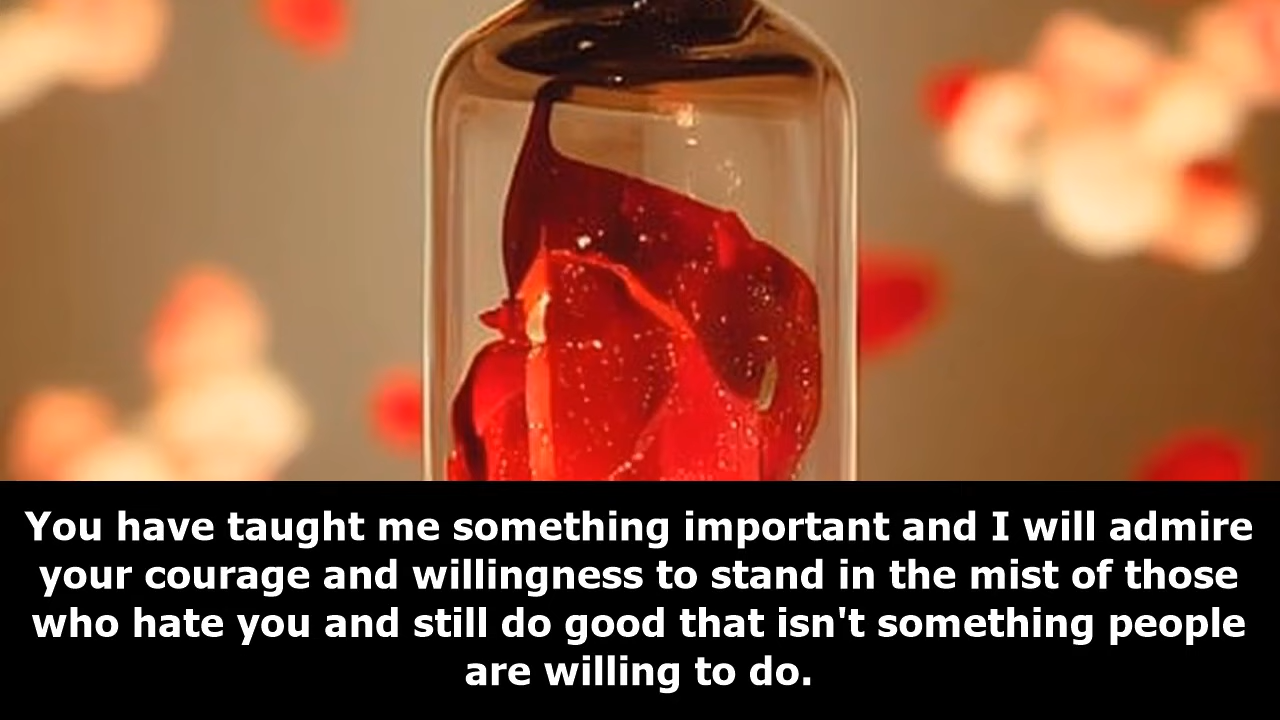 You have taught me something important and I will admire
your courage and willingness to stand in the mist of those
who hate you and still do good that isn't something people
are willing to do.